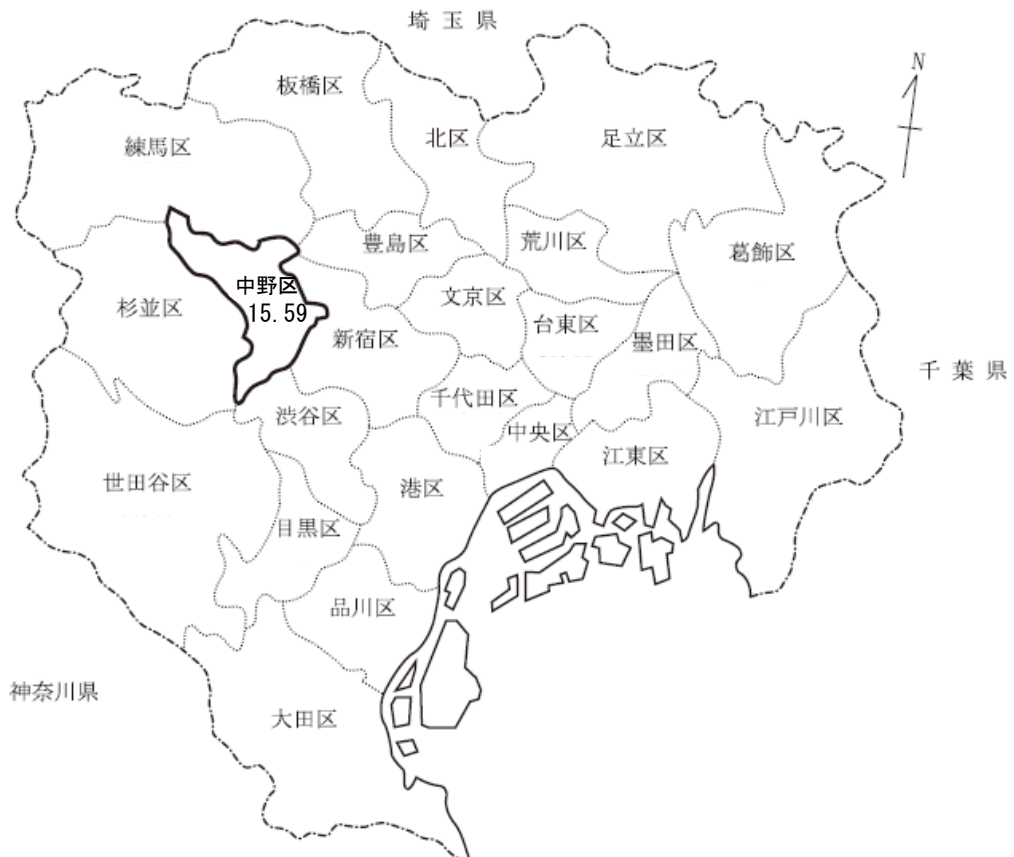 埼玉県
N
板橋区
練馬区
北区
足立区
豊島区
荒川区
葛飾区
中野区
15.59
杉並区
文京区
新宿区
台東区
墨田区
千葉県
千代田区
渋谷区
中央区
江戸川区
江東区
世田谷区
港区
目黒区
品川区
神奈川県
大田区